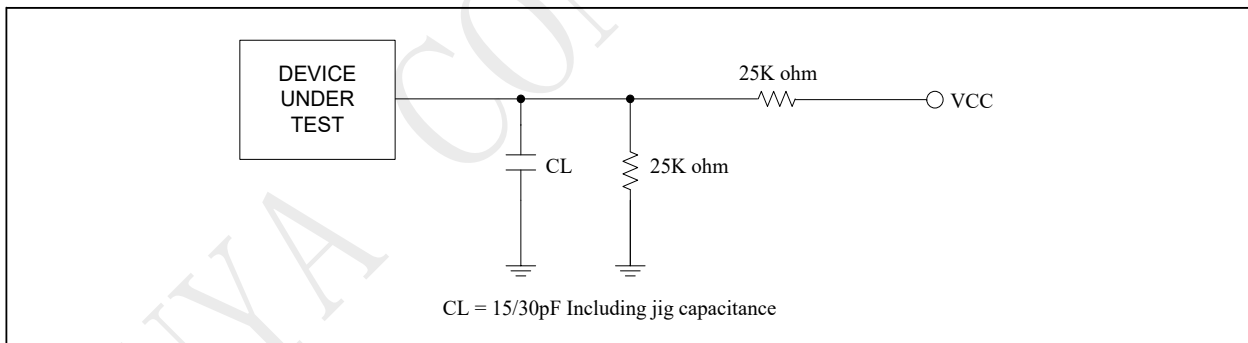 DEVICE
UNDER
TEST
25K ohm
VCC
CL
25K ohm
CL = 15/30pF Including jig capacitance